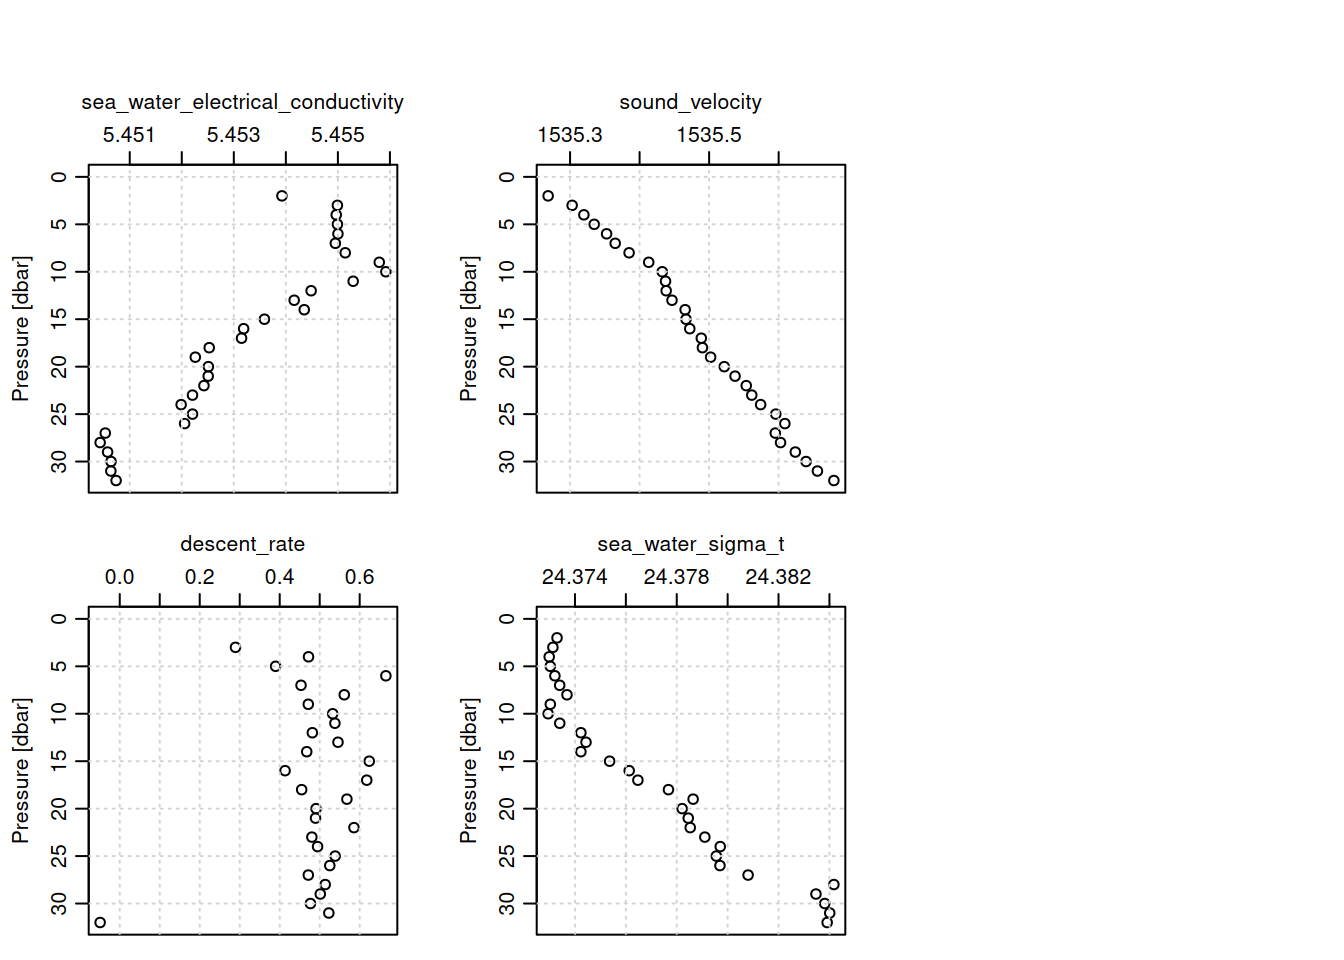 sea_water_electrical_conductivity
5.451 5.453 5.455
Pressure [dbar]
0 5 10 15 20 25 30
sound_velocity
1535.3 1535.5
Pressure [dbar]
0 5 10 15 20 25 30
descent_rate
0.0 0.2 0.4 0.6
Pressure [dbar]
0 5 10 15 20 25 30
sea_water_sigma_t
24.374 24.378 24.382
Pressure [dbar]
0 5 10 15 20 25 30